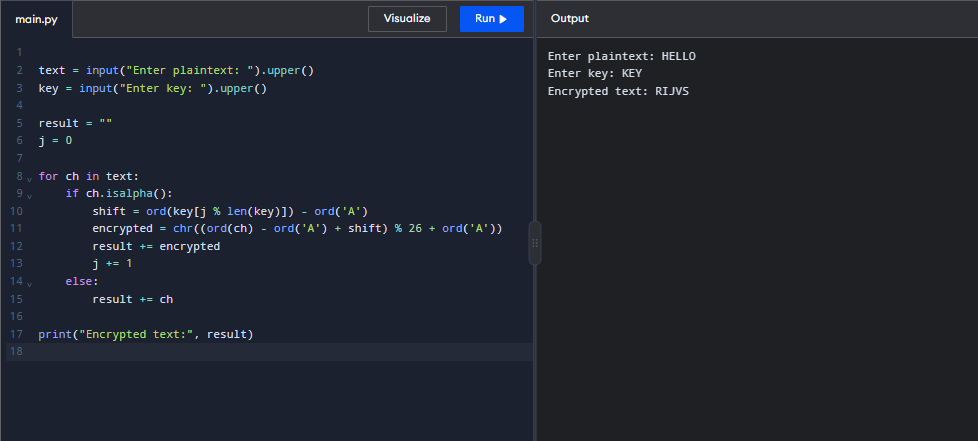 main.py
Visualize
Run
Output
1
2 text = input("Enter plaintext: ").upper()
3 key = input("Enter key: ").upper()
4
5 result = ""
6 j = 0
7
8 for ch in text:
9     if ch.isalpha():
10         shift = ord(key[j % len(key)]) - ord('A')
11         encrypted = chr((ord(ch) - ord('A') + shift) % 26 + ord('A'))
12         result += encrypted
13         j += 1
14     else:
15         result += ch
16
17 print("Encrypted text:", result)
18
Enter plaintext: HELLO
Enter key: KEY
Encrypted text: RIJVS